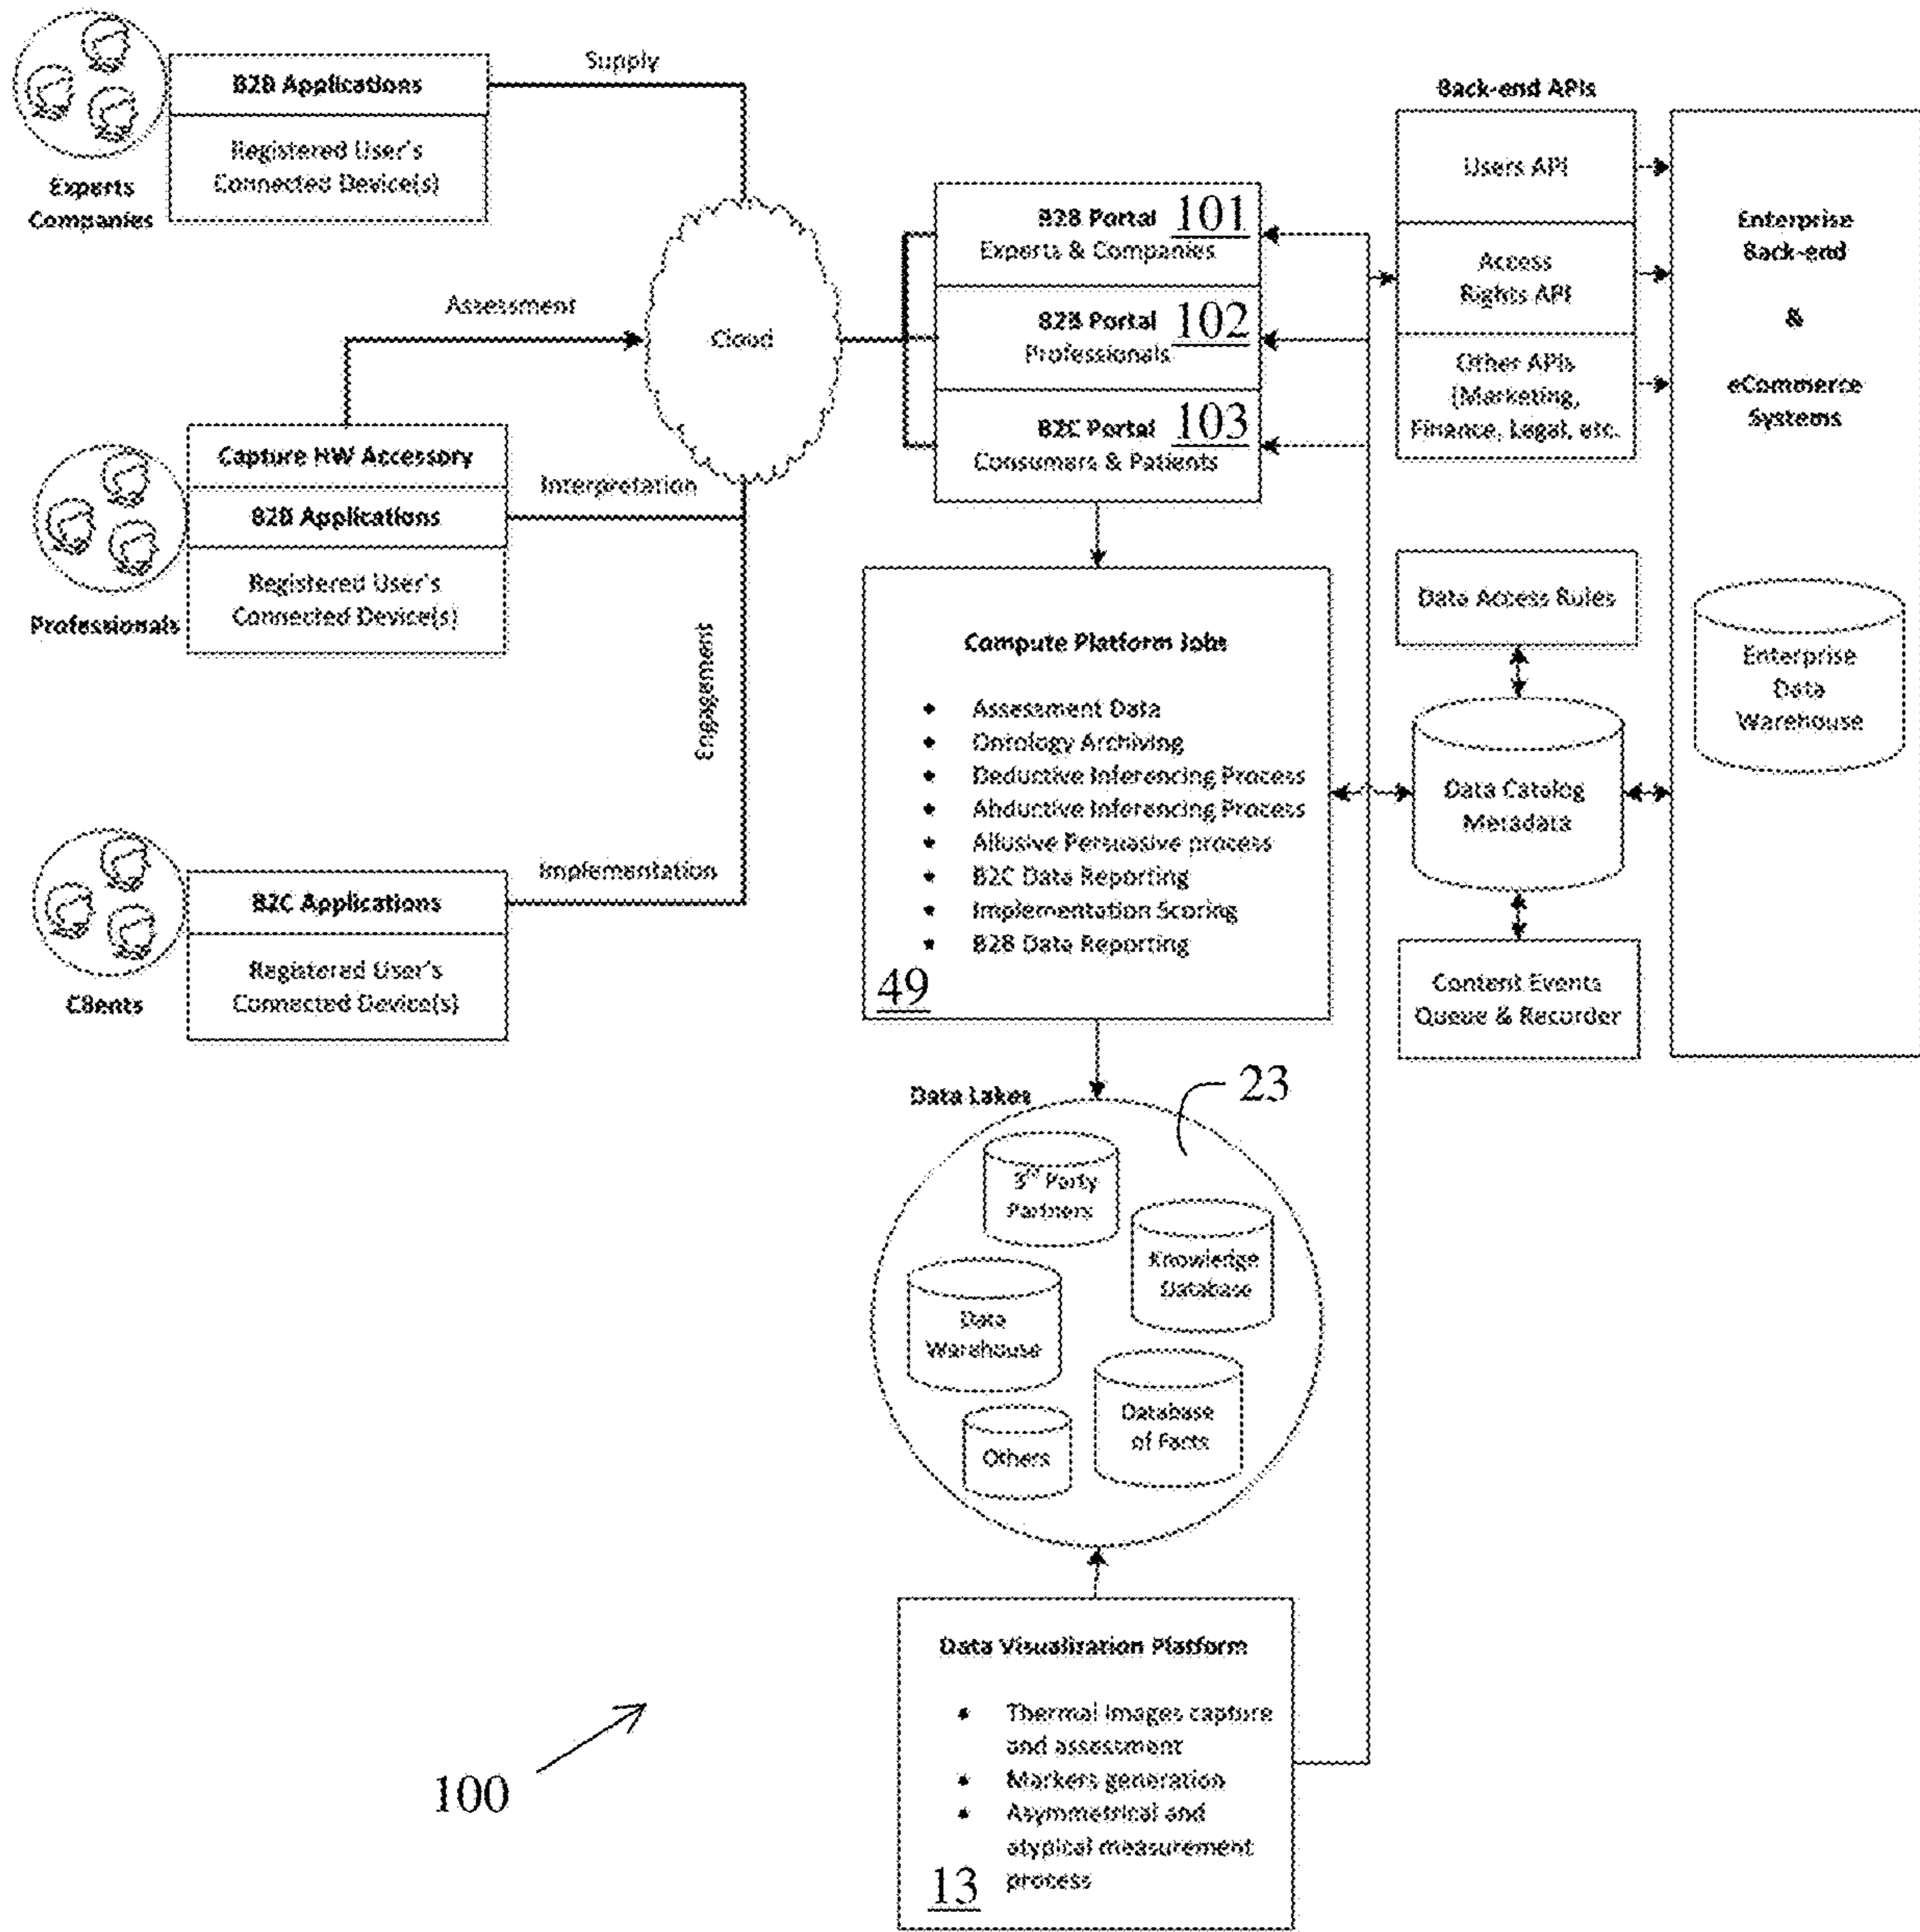 B2B Applications
Registered User's
Connected Device(s)
Experts
Companies
Supply
Assessment
Cloud
Capture HW Accessory
B2B Applications
Registered User's
Connected Device(s)
Professionals
Interpretation
Engagement
B2C Applications
Registered User's
Connected Device(s)
Clients
Implementation
B2B Portal 101
Experts & Companies
B2B Portal 102
Professionals
B2C Portal 103
Consumers & Patients
Back-end APIs
Users API
Access
Rights API
Other APIs
(Marketing,
Finance, Legal, etc.
Enterprise
Back-end
&
eCommerce
Systems
Enterprise
Data
Warehouse
Data Access Rules
Data Catalog
Metadata
Content Events
Queue & Recorder
Compute Platform Jobs
• Assessment Data
• Ontology Archiving
• Deductive Inferencing Process
• Abductive Inferencing Process
• Allusive Persuasive process
• B2C Data Reporting
• Implementation Scoring
• B2B Data Reporting
49
Data Lakes
23
3rd Party
Partners
Knowledge
Database
Data
Warehouse
Database
of Facts
Others
Data Visualization Platform
• Thermal images capture
and assessment
• Markers generation
• Asymmetrical and
atypical measurement
process
13
100